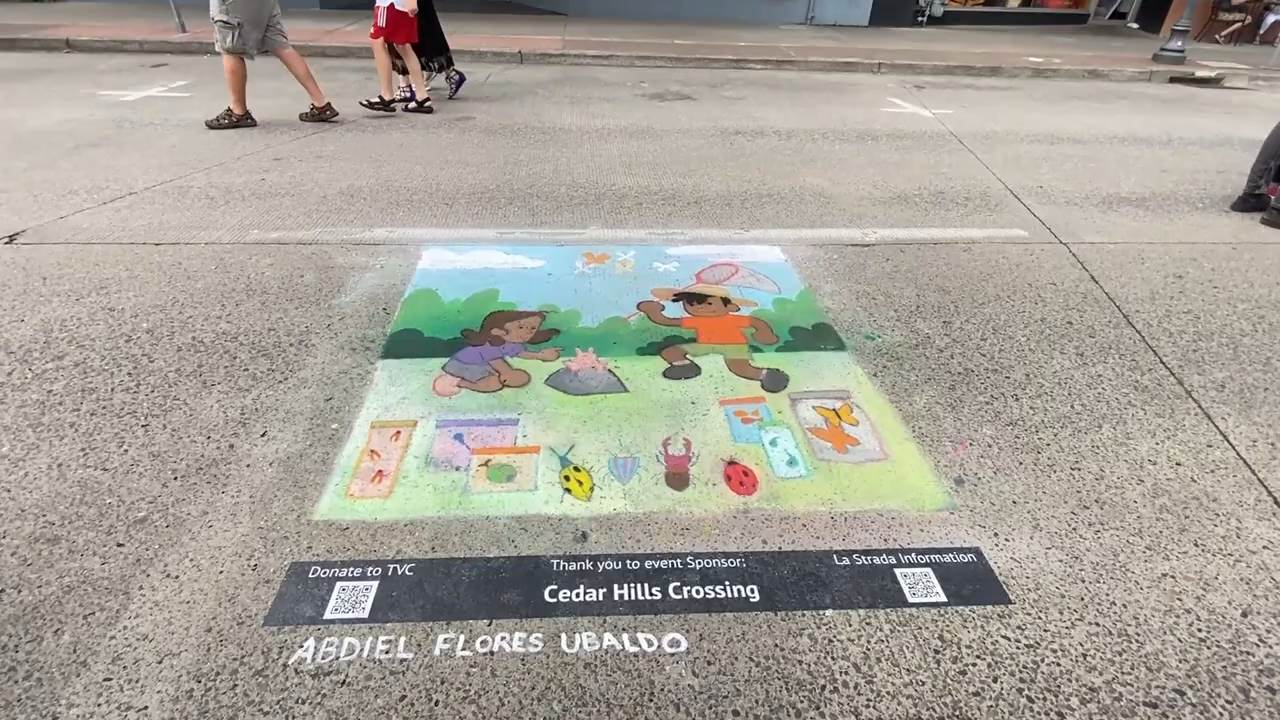 Donate to TVC
Thank you to event Sponsor:
Cedar Hills Crossing
La Strada Information
ABDIEL FLORES UBALDO